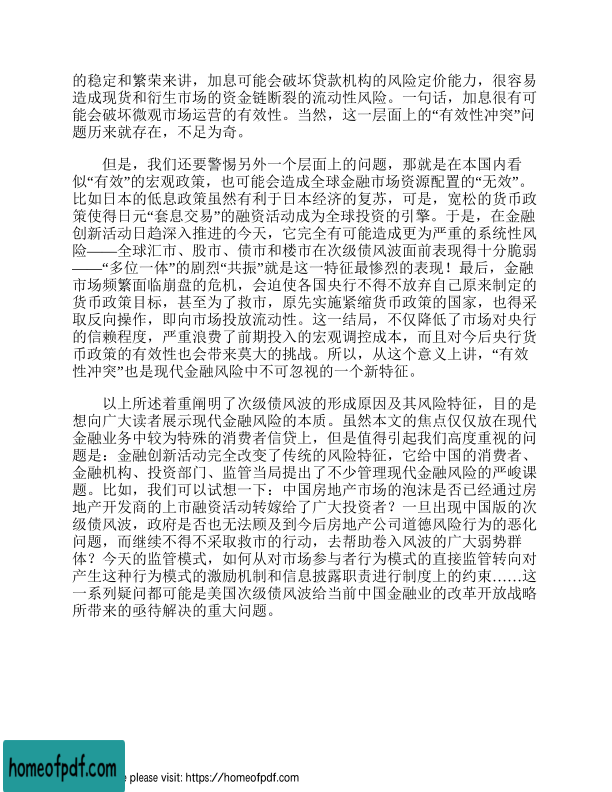 的稳定和繁荣来讲，加息可能会破坏贷款机构的风险定价能力，很容易
造成现货和衍生市场的资金链断裂的流动性风险。一句话，加息很有可
能会破坏微观市场运营的有效性。当然，这一层面上的“有效性冲突”问
题历来就存在，不足为奇。
但是，我们还要警惕另外一个层面上的问题，那就是在本国内看
似“有效”的宏观政策，也可能会造成全球金融市场资源配置的“无效”。
比如日本的低息政策虽然有利于日本经济的复苏，可是，宽松的货币政
策使得日元“套息交易”的融资活动成为全球投资的引擎。于是，在金融
创新活动日趋深入推进的今天，它完全有可能造成更为严重的系统性风
险——全球汇市、股市、债市和楼市在次级债风波面前表现得十分脆弱
——“多位一体”的剧烈“共振”就是这一特征最惨烈的表现！最后，金融
市场频繁面临崩盘的危机，会迫使各国央行不得不放弃自己原来制定的
货币政策目标，甚至为了救市，原先实施紧缩货币政策的国家，也得采
取反向操作，即向市场投放流动性。这一结局，不仅降低了市场对央行
的信赖程度，严重浪费了前期投入的宏观调控成本，而且对今后央行货
币政策的有效性也会带来莫大的挑战。所以，从这个意义上讲，“有效
性冲突”也是现代金融风险中不可忽视的一个新特征。
以上所述着重阐明了次级债风波的形成原因及其风险特征，目的是
想向广大读者展示现代金融风险的本质。虽然本文的焦点仅仅放在现代
金融业务中较为特殊的消费者信贷上，但是值得引起我们高度重视的问
题是：金融创新活动完全改变了传统的风险特征，它给中国的消费者、
金融机构、投资部门、监管当局提出了不少管理现代金融风险的严峻课
题。比如，我们可以试想一下：中国房地产市场的泡沫是否已经通过房
地产开发商的上市融资活动转嫁给了广大投资者？一旦出现中国版的次
级债风波，政府是否也无法顾及到今后房地产公司道德风险行为的恶化
问题，而继续不得不采取救市的行动，去帮助卷入风波的广大弱势群
体？今天的监管模式，如何从对市场参与者行为模式的直接监管转向对
产生这种行为模式的激励机制和信息披露职责进行制度上的约束……这
一系列疑问都可能是美国次级债风波给当前中国金融业的改革开放战略
所带来的亟待解决的重大问题。
homeofpdf.com
please visit: https://homeofpdf.com